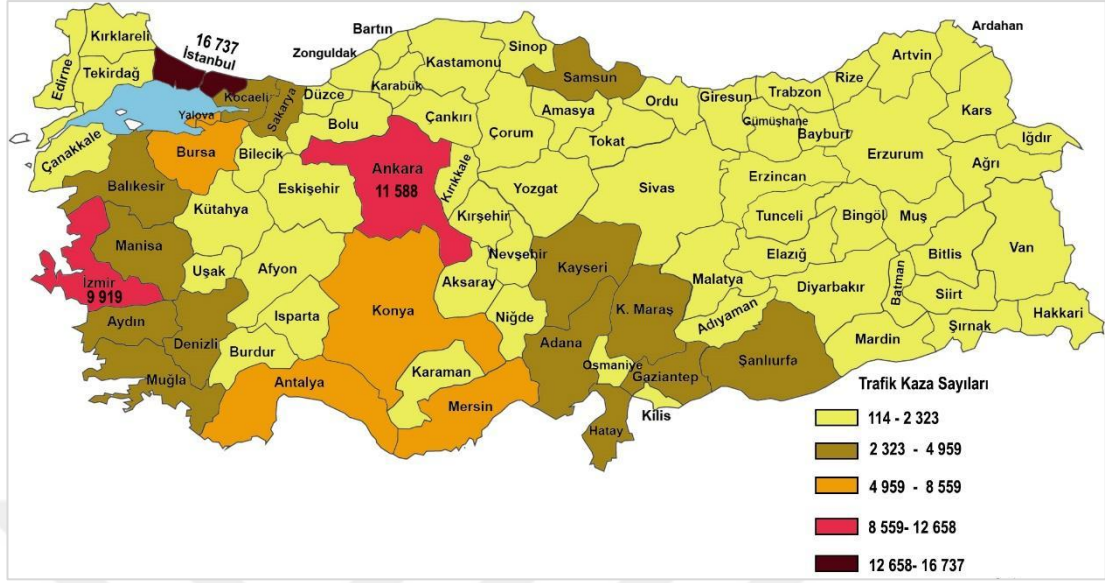 Bartın
Ardahan
Kırklareli
16 737
İstanbul
Sinop
Artvin
Zonguldak
Kastamonu
Edirne
Tekirdağ
Samsun
Rize
Karabük
Trabzon
Kocaeli
Düzce
Ordu
Giresun
Kars
Sakarya
Yalova
Amasya
Çankırı
Gümüşhane
Bolu
Çorum
Tokat
Bayburt
Iğdır
Çanakkale
Bursa
Bilecik
Ankara
11 588
Kırıkkale
Erzurum
Ağrı
Balıkesir
Eskişehir
Yozgat
Sivas
Erzincan
Kütahya
Kırşehir
Tunceli
Bingöl
Muş
Manisa
Nevşehir
Van
Uşak
Afyon
Elazığ
Bitlis
Kayseri
Aksaray
Malatya
Batman
İzmir
9 919
Diyarbakır
Siirt
Konya
K. Maraş
Isparta
Niğde
Adıyaman
Hakkari
Aydın
Şırnak
Denizli
Adana
Mardin
Burdur
Karaman
Osmaniye
Şanlıurfa
Muğla
Antalya
Gaziantep
Mersin
Kilis
Hatay
Trafik Kaza Sayıları
114 - 2 323
2 323 - 4 959
4 959 - 8 559
8 559- 12 658
12 658- 16 737